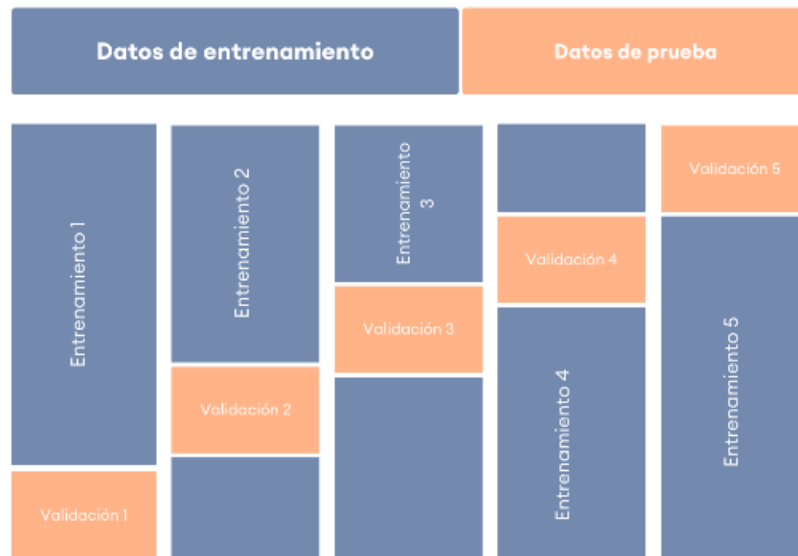 Datos de entrenamiento
Datos de prueba
Entrenamiento 1
Validación 1
Entrenamiento 2
Validación 2
Entrenamiento
3
Validación 3
Validación 4
Entrenamiento 4
Validación 5
Entrenamiento 5